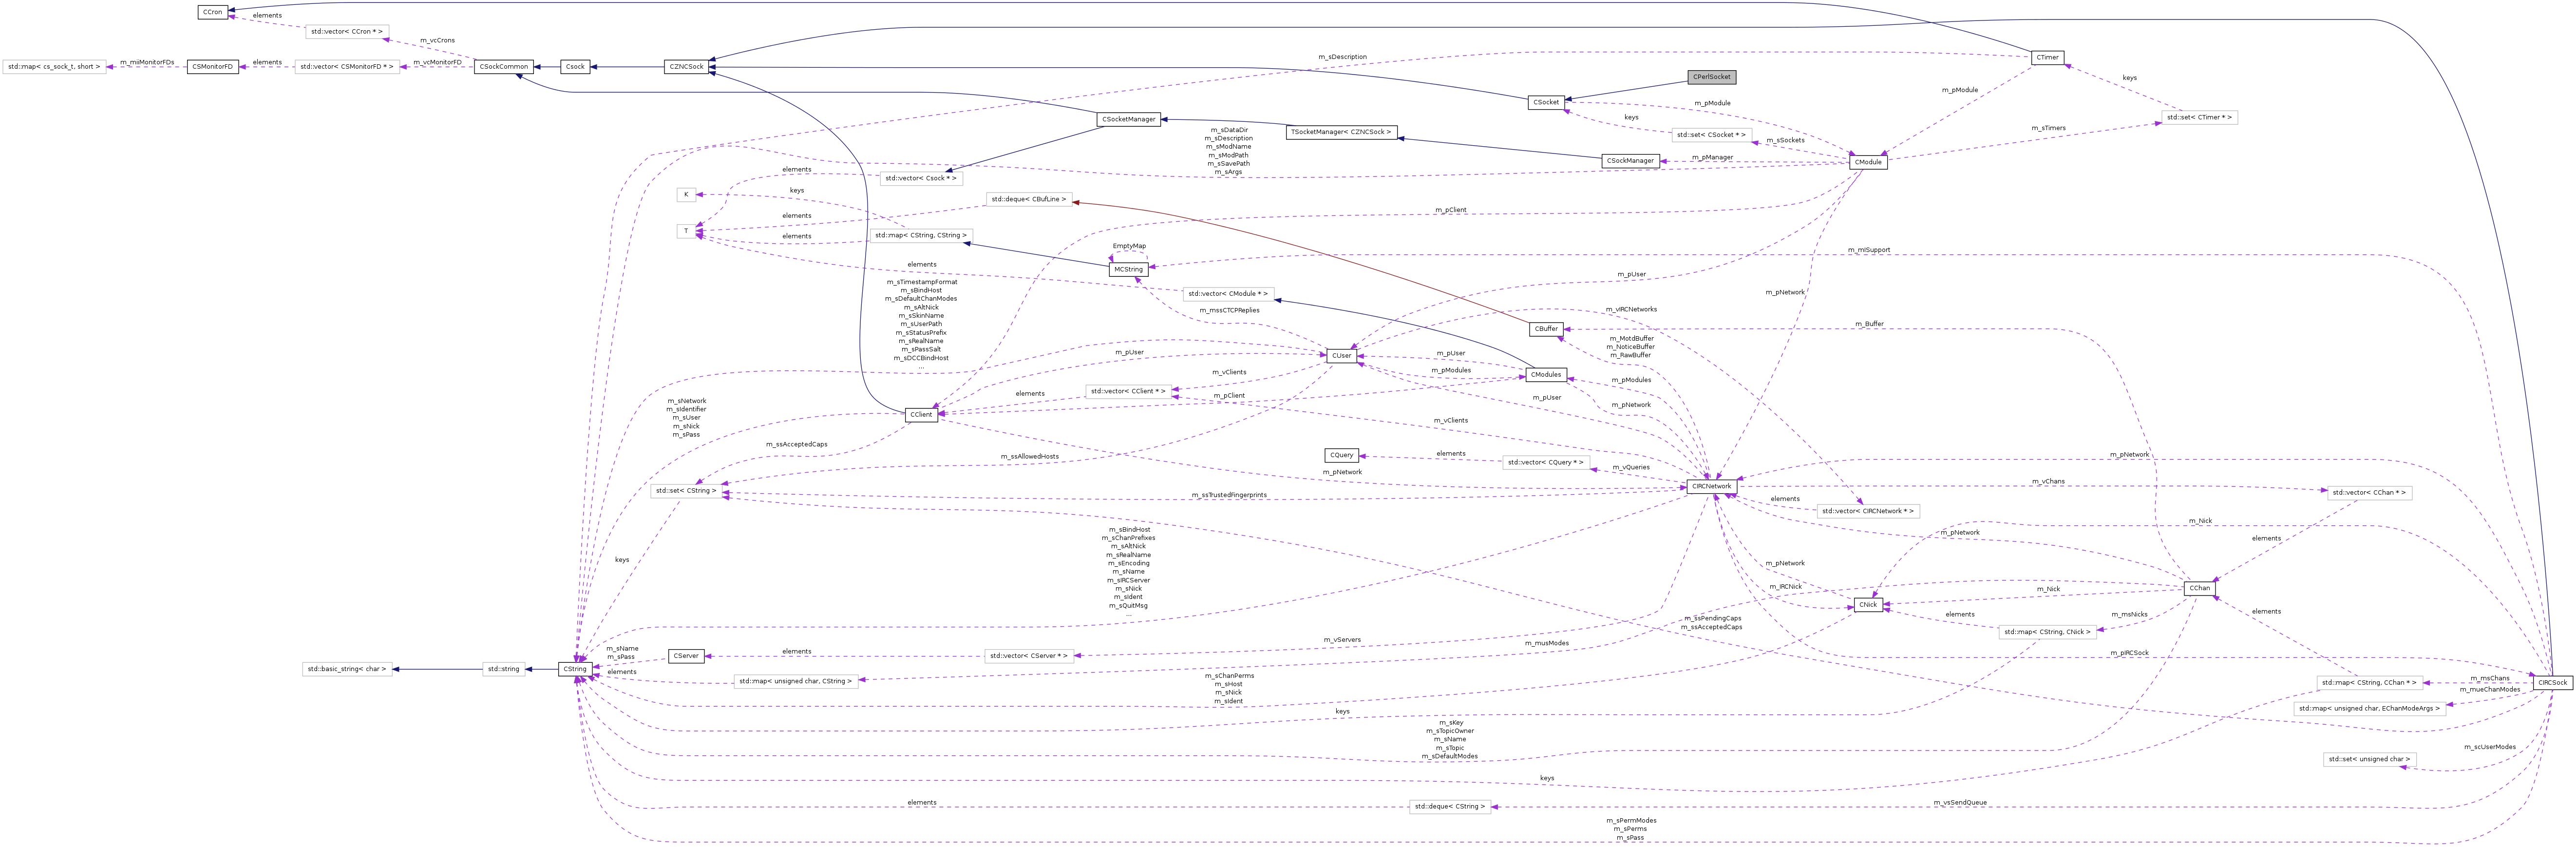 CCron
elements
std::vector< CCron * >
m_vcCrons
m_sDescription
CTimer
std::map< cs_sock_t, short >
m_miiMonitorFDs
CSMonitorFD
elements
std::vector< CSMonitorFD * >
m_vcMonitorFD
CSockCommon
Csock
CZNCSock
CPerlSocket
keys
m_pModule
CSocket
m_pModule
keys
std::set< CTimer * >
CSocketManager
m_sTimers
TSocketManager< CZNCSock >
std::set< CSocket * >
m_sSockets
m_sDataDir
m_sDescription
m_sModName
m_sModPath
m_sSavePath
m_sArgs
CSockManager
m_pManager
CModule
elements
std::vector< Csock * >
K
keys
std::deque< CBufLine >
elements
m_pClient
T
elements
std::map< CString, CString >
EmptyMap
m_mISupport
elements
MCString
m_pUser
m_sTimestampFormat
m_sBindHost
m_sDefaultChanModes
m_sAltNick
m_sSkinName
m_sUserPath
m_sStatusPrefix
m_sRealName
m_sPassSalt
m_sDCCBindHost
...
std::vector< CModule * >
m_pNetwork
m_mssCTCPReplies
m_vIRCNetworks
CBuffer
m_Buffer
m_MotdBuffer
m_NoticeBuffer
m_RawBuffer
m_pUser
CUser
m_pUser
m_vClients
m_pModules
CModules
m_pModules
std::vector< CClient * >
elements
m_pClient
m_pUser
m_pNetwork
m_sNetwork
m_sIdentifier
m_sUser
m_sNick
m_sPass
CClient
m_vClients
m_ssAcceptedCaps
m_ssAllowedHosts
CQuery
elements
std::vector< CQuery * >
m_vQueries
m_pNetwork
m_pNetwork
m_vChans
std::set< CString >
m_ssTrustedFingerprints
CIRCNetwork
elements
std::vector< CChan * >
std::vector< CIRCNetwork * >
m_Nick
m_sBindHost
m_sChanPrefixes
m_sAltNick
m_sRealName
m_sEncoding
m_sName
m_sIRCServer
m_sNick
m_sIdent
m_sQuitMsg
...
m_pNetwork
elements
keys
m_pNetwork
m_IRCNick
m_Nick
CChan
CNick
elements
m_msNicks
elements
m_ssPendingCaps
m_ssAcceptedCaps
std::map< CString, CNick >
m_vServers
m_musModes
m_sName
m_sPass
CServer
elements
std::vector< CServer * >
m_pIRCSock
std::basic_string< char >
std::string
CString
elements
std::map< unsigned char, CString >
m_sChanPerms
m_sHost
m_sNick
m_sIdent
std::map< CString, CChan * >
m_msChans
CIRCSock
m_mueChanModes
std::map< unsigned char, EChanModeArgs >
keys
m_sKey
m_sTopicOwner
m_sName
m_sTopic
m_sDefaultModes
m_scUserModes
std::set< unsigned char >
keys
elements
std::deque< CString >
m_vsSendQueue
m_sPermModes
m_sPerms
m_sPass